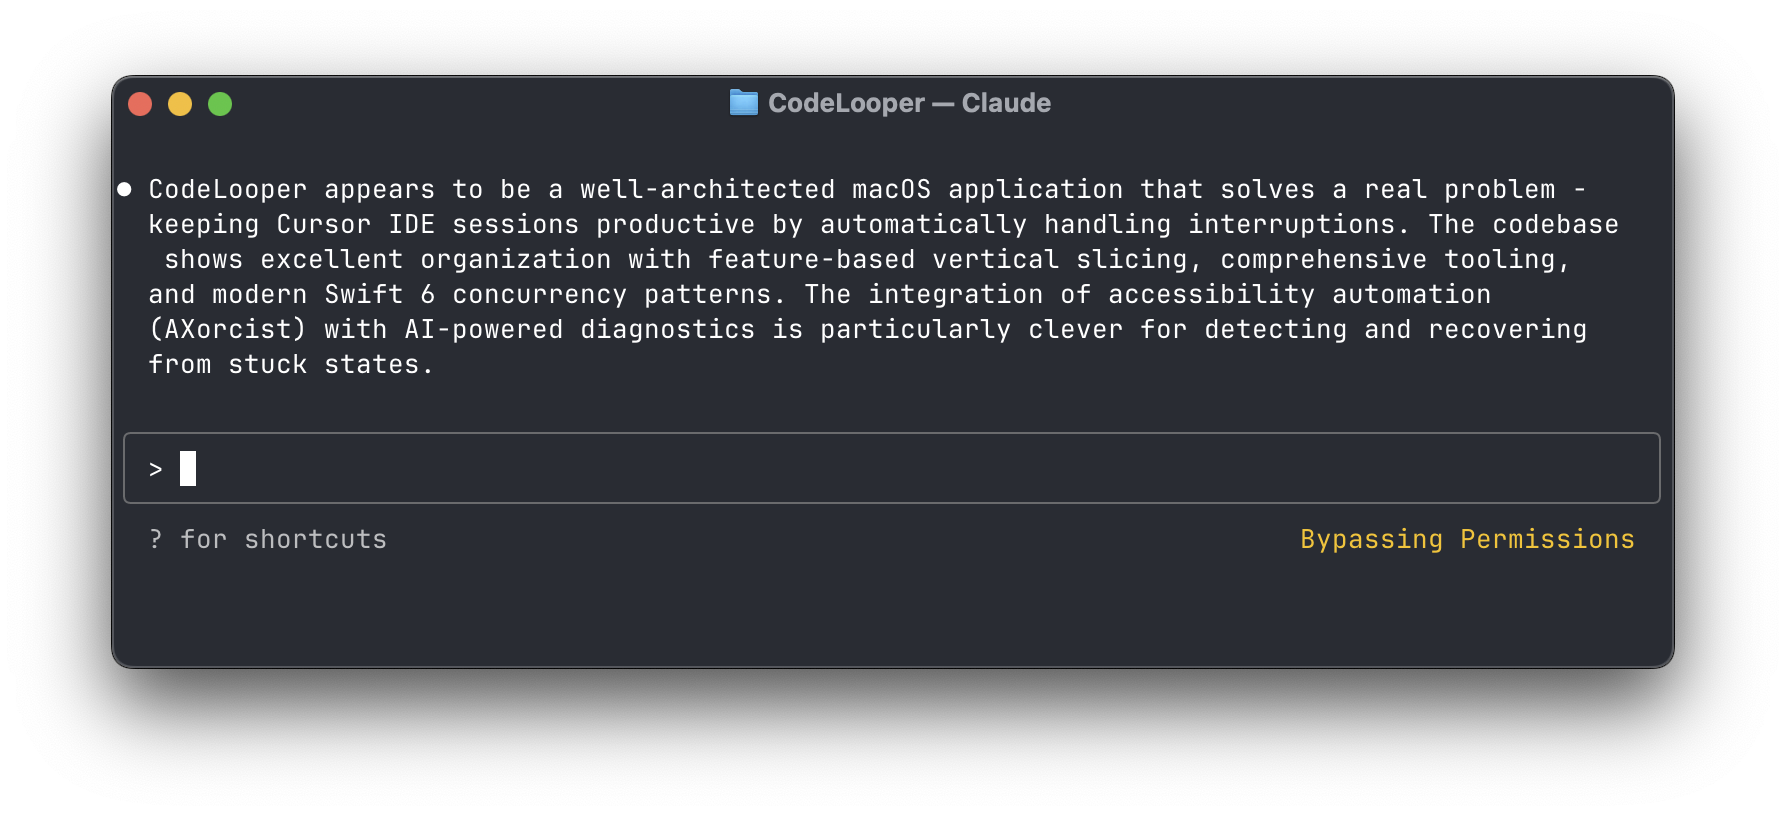 CodeLooper — Claude
● CodeLooper appears to be a well-architected macOS application that solves a real problem -
keeping Cursor IDE sessions productive by automatically handling interruptions. The codebase
shows excellent organization with feature-based vertical slicing, comprehensive tooling,
and modern Swift 6 concurrency patterns. The integration of accessibility automation
(AXorcist) with AI-powered diagnostics is particularly clever for detecting and recovering
from stuck states.
>
? for shortcuts
Bypassing Permissions